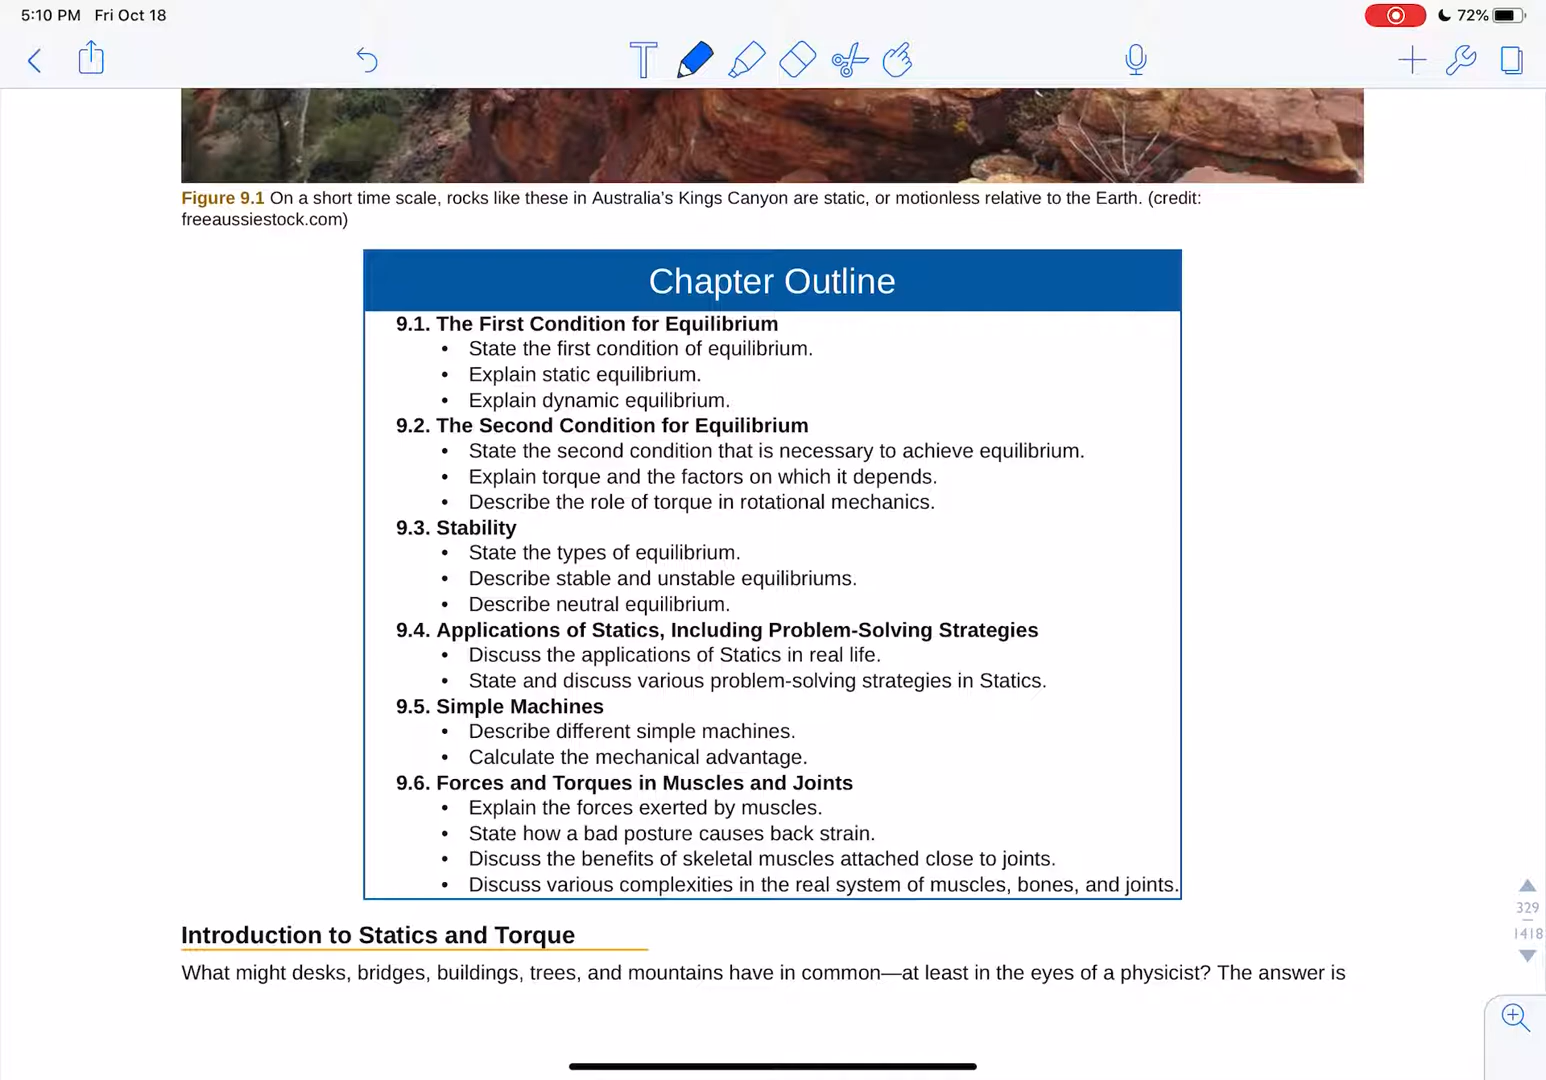 5:10 PM Fri Oct 18
72%
Figure 9.1 On a short time scale, rocks like these in Australia’s Kings Canyon are static, or motionless relative to the Earth. (credit:
freeaussiestock.com)
Chapter Outline
9.1. The First Condition for Equilibrium
• State the first condition of equilibrium.
• Explain static equilibrium.
• Explain dynamic equilibrium.
9.2. The Second Condition for Equilibrium
• State the second condition that is necessary to achieve equilibrium.
• Explain torque and the factors on which it depends.
• Describe the role of torque in rotational mechanics.
9.3. Stability
• State the types of equilibrium.
• Describe stable and unstable equilibriums.
• Describe neutral equilibrium.
9.4. Applications of Statics, Including Problem-Solving Strategies
• Discuss the applications of Statics in real life.
• State and discuss various problem-solving strategies in Statics.
9.5. Simple Machines
• Describe different simple machines.
• Calculate the mechanical advantage.
9.6. Forces and Torques in Muscles and Joints
• Explain the forces exerted by muscles.
• State how a bad posture causes back strain.
• Discuss the benefits of skeletal muscles attached close to joints.
• Discuss various complexities in the real system of muscles, bones, and joints.
329
1418
Introduction to Statics and Torque
What might desks, bridges, buildings, trees, and mountains have in common—at least in the eyes of a physicist? The answer is